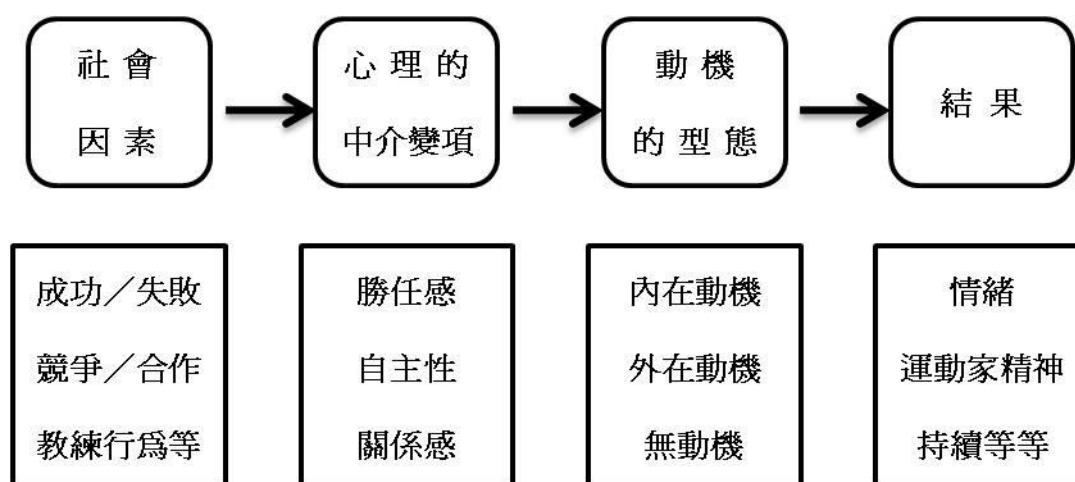 社會
因素
心理的
中介變項
動機
的型態
結果
成功／失敗
競爭／合作
教練行為等
勝任感
自主性
關係感
內在動機
外在動機
無動機
情緒
運動家精神
持續等等